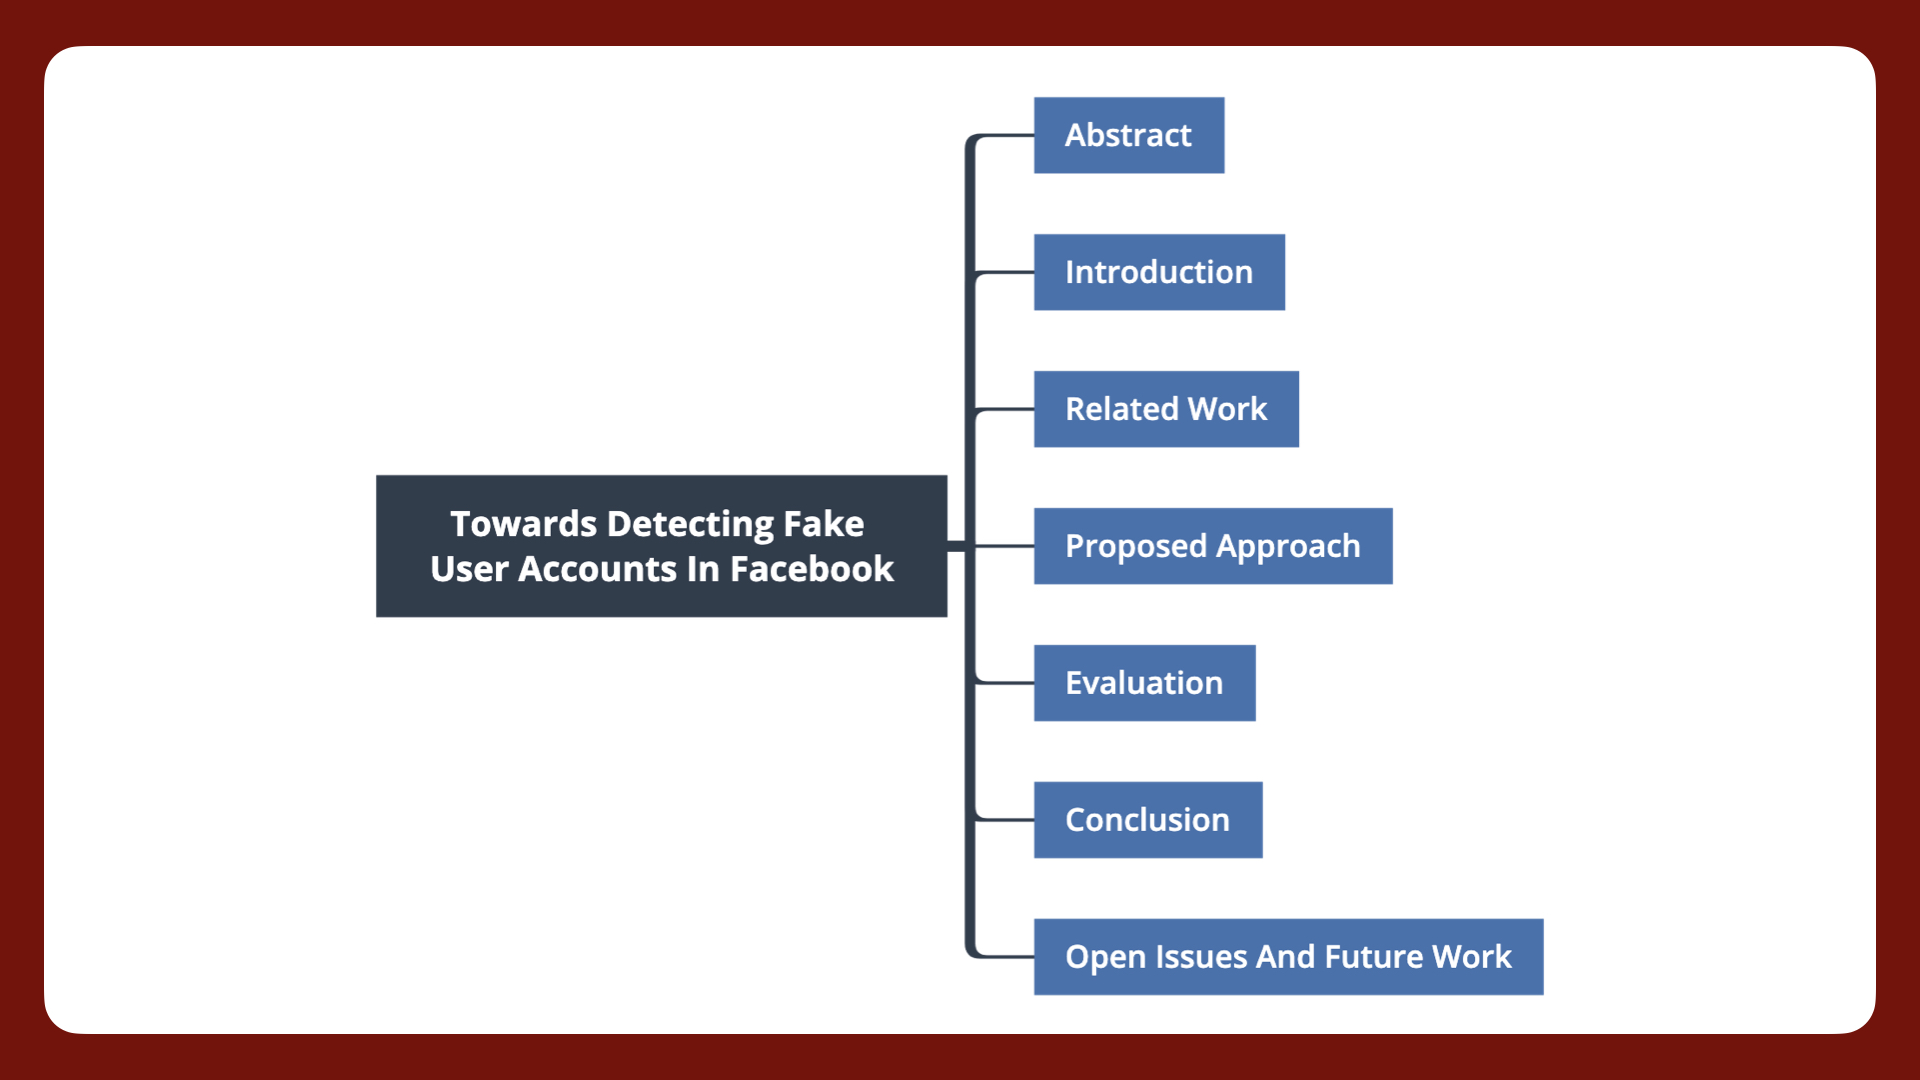 Abstract
Introduction
Related Work
Towards Detecting Fake
User Accounts In Facebook
Proposed Approach
Evaluation
Conclusion
Open Issues And Future Work